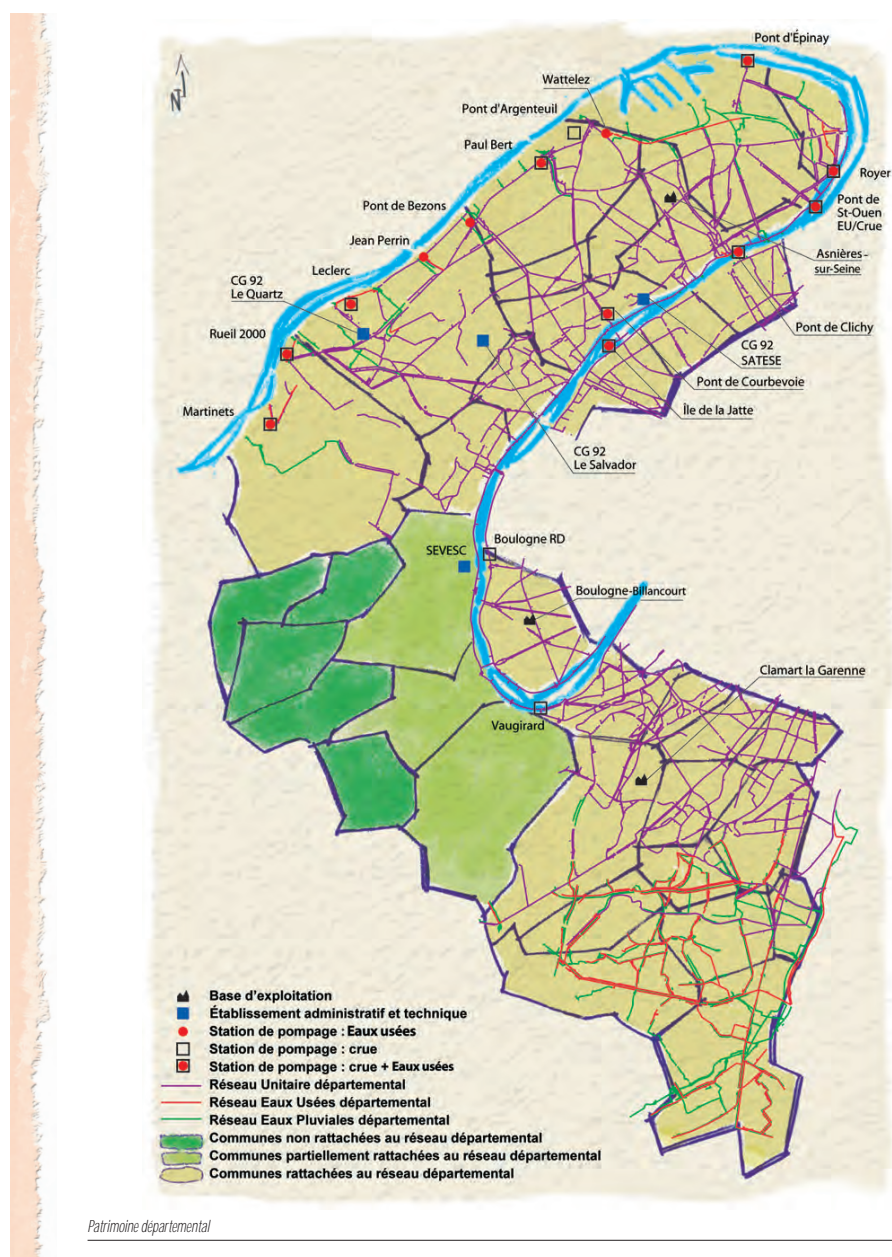 Pont d'Épinay
Wattelez
N
Pont d'Argenteuil
Paul Bert
Royer
Pont de
St-Ouen
EU/Crue
Pont de Bezons
Jean Perrin
Asnières-
sur-Seine
Leclerc
CG 92
Le Quartz
Pont de Clichy
Rueil 2000
CG 92
SATESE
Pont de Courbevoie
Martinets
Île de la Jatte
CG 92
Le Salvador
Boulogne RD
SEVESC
Boulogne-Billancourt
Clamart la Garenne
Vaugirard
Base d'exploitation
Établissement administratif et technique
Station de pompage : Eaux usées
Station de pompage : crue
Station de pompage : crue + Eaux usées
Réseau Unitaire départemental
Réseau Eaux Usées départemental
Réseau Eaux Pluviales départemental
Communes non rattachées au réseau départemental
Communes partiellement rattachées au réseau départemental
Communes rattachées au réseau départemental
Patrimoine départemental